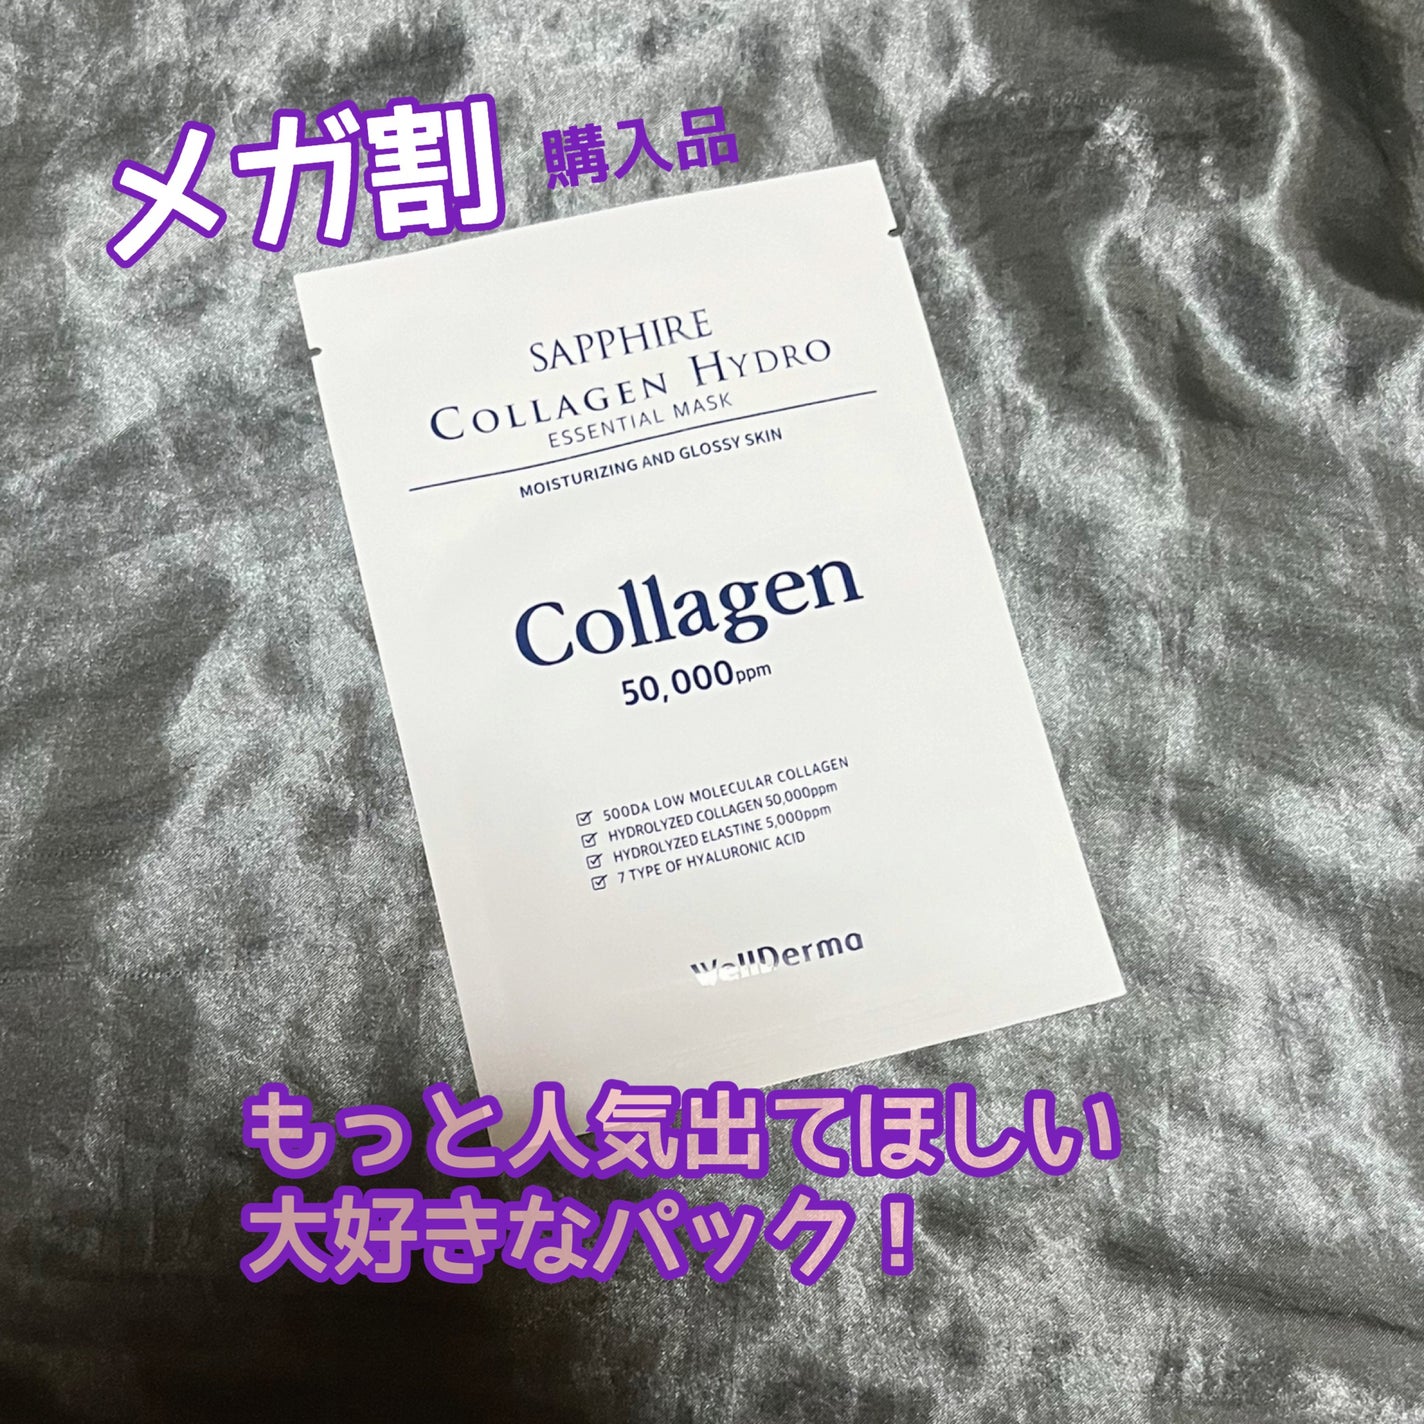 メガ割 購入品
SAPPHIRE
COLLAGEN HYDRO
ESSENTIAL MASK
MOISTURIZING AND GLOSSY SKIN
Collagen
50,000ppm
500DA LOW MOLECULAR COLLAGEN
HYDROLYZED COLLAGEN 50,000ppm
HYDROLYZED ELASTINE 5,000ppm
7 TYPE OF HYALURONIC ACID
WellDerma
もっと人気出てほしい
大好きなパック！